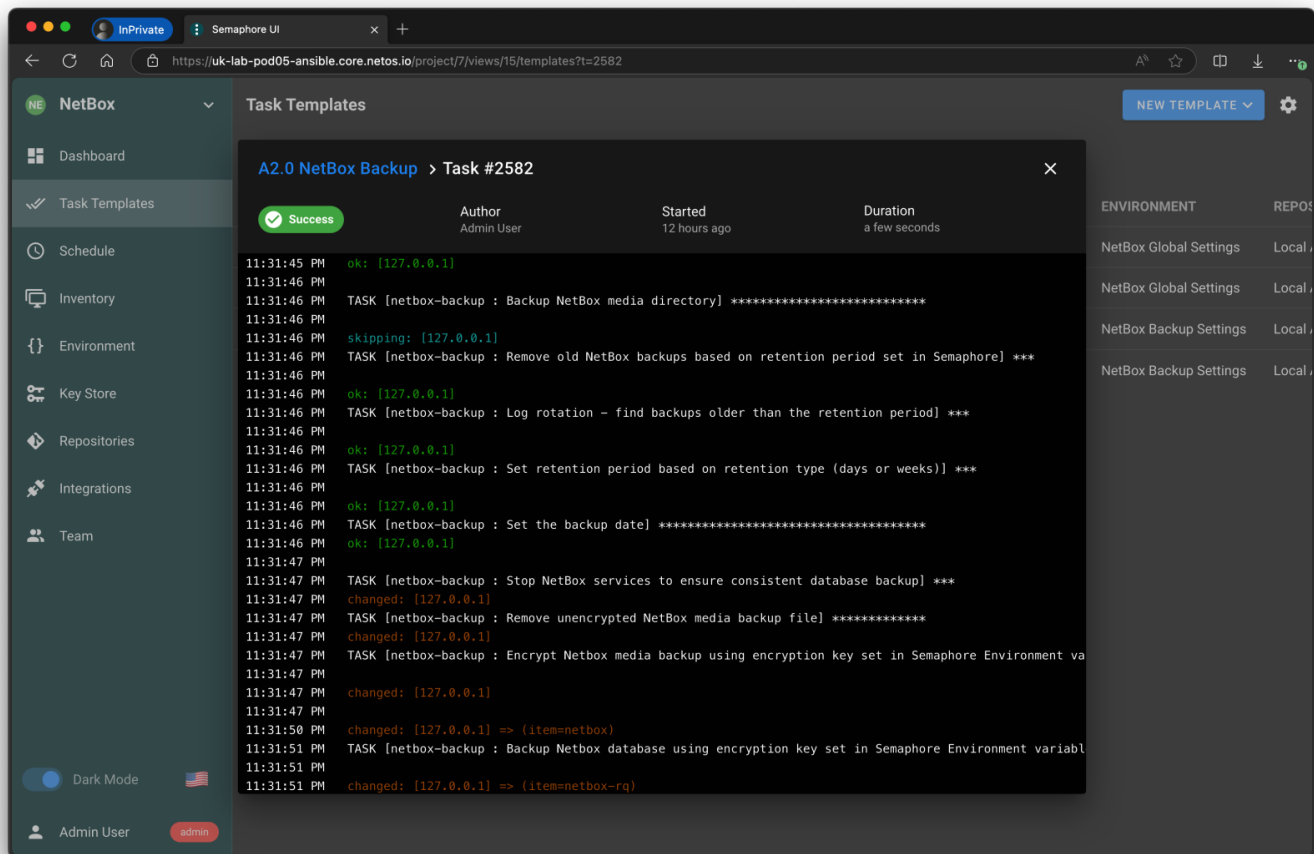 InPrivate
Semaphore UI
https://uk-lab-pod05-ansible.core.netos.io/project/7/views/15/templates?t=2582
NE NetBox
Task Templates
NEW TEMPLATE
Dashboard
Task Templates
Schedule
Inventory
Environment
Key Store
Repositories
Integrations
Team
Dark Mode
Admin User admin
ENVIRONMENT REPOS
NetBox Global Settings Local
NetBox Global Settings Local
NetBox Backup Settings Local
NetBox Backup Settings Local
A2.0 NetBox Backup > Task #2582
Success
Author
Admin User
Started
12 hours ago
Duration
a few seconds
11:31:45 PM ok: [127.0.0.1]
11:31:46 PM
11:31:46 PM TASK [netbox-backup : Backup NetBox media directory] ***************************
11:31:46 PM
11:31:46 PM skipping: [127.0.0.1]
11:31:46 PM TASK [netbox-backup : Remove old NetBox backups based on retention period set in Semaphore] ***
11:31:46 PM
11:31:46 PM ok: [127.0.0.1]
11:31:46 PM TASK [netbox-backup : Log rotation – find backups older than the retention period] ***
11:31:46 PM
11:31:46 PM ok: [127.0.0.1]
11:31:46 PM TASK [netbox-backup : Set retention period based on retention type (days or weeks)] ***
11:31:46 PM
11:31:46 PM ok: [127.0.0.1]
11:31:46 PM TASK [netbox-backup : Set the backup date] *************************************
11:31:46 PM ok: [127.0.0.1]
11:31:47 PM
11:31:47 PM TASK [netbox-backup : Stop NetBox services to ensure consistent database backup] ***
11:31:47 PM changed: [127.0.0.1]
11:31:47 PM TASK [netbox-backup : Remove unencrypted NetBox media backup file] *************
11:31:47 PM changed: [127.0.0.1]
11:31:47 PM TASK [netbox-backup : Encrypt Netbox media backup using encryption key set in Semaphore Environment va
11:31:47 PM
11:31:47 PM changed: [127.0.0.1]
11:31:47 PM
11:31:50 PM changed: [127.0.0.1] => (item=netbox)
11:31:51 PM TASK [netbox-backup : Backup Netbox database using encryption key set in Semaphore Environment variabl
11:31:51 PM
11:31:51 PM changed: [127.0.0.1] => (item=netbox-rq)